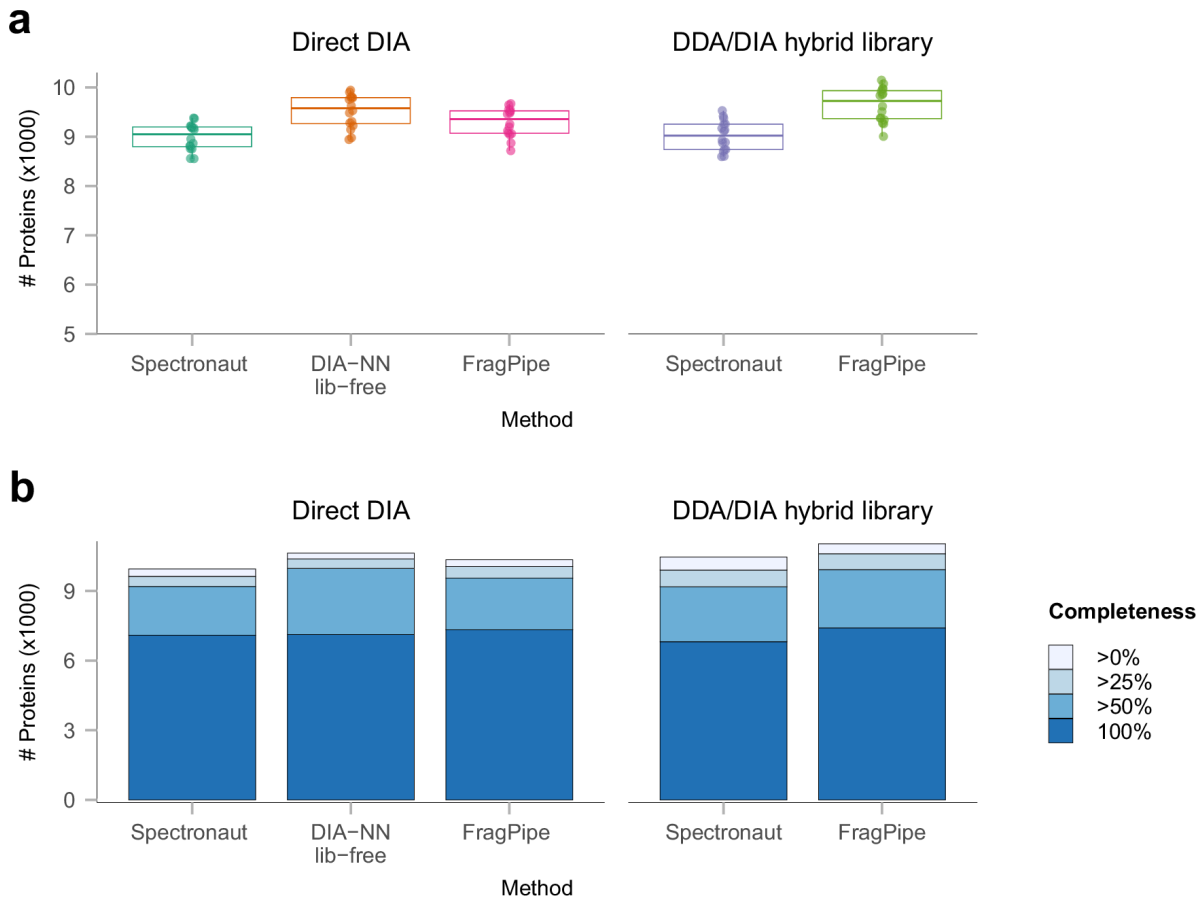 a
Direct DIA
DDA/DIA hybrid library
# Proteins (x1000)
10
9
8
7
6
5
Spectronaut
DIA−NN
lib−free
FragPipe
Spectronaut
FragPipe
Method
b
Direct DIA
DDA/DIA hybrid library
# Proteins (x1000)
9
6
3
0
Spectronaut
DIA−NN
lib−free
FragPipe
Spectronaut
FragPipe
Method
Completeness
>0%
>25%
>50%
100%